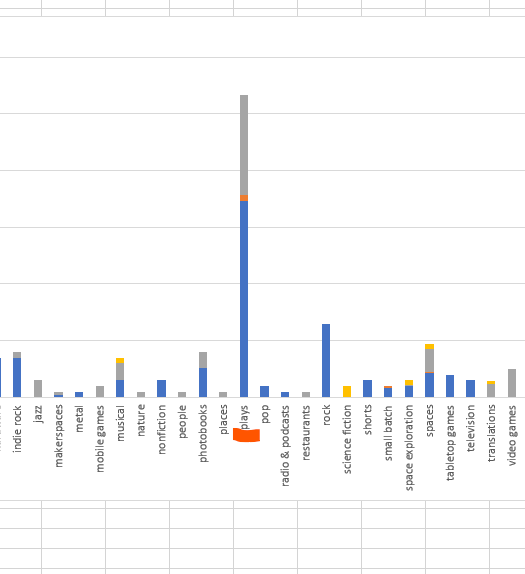 indie rock
jazz
makerspaces
metal
mobile games
musical
nature
nonfiction
people
photobooks
places
plays
pop
radio & podcasts
restaurants
rock
science fiction
shorts
small batch
space exploration
spaces
tabletop games
television
translations
video games